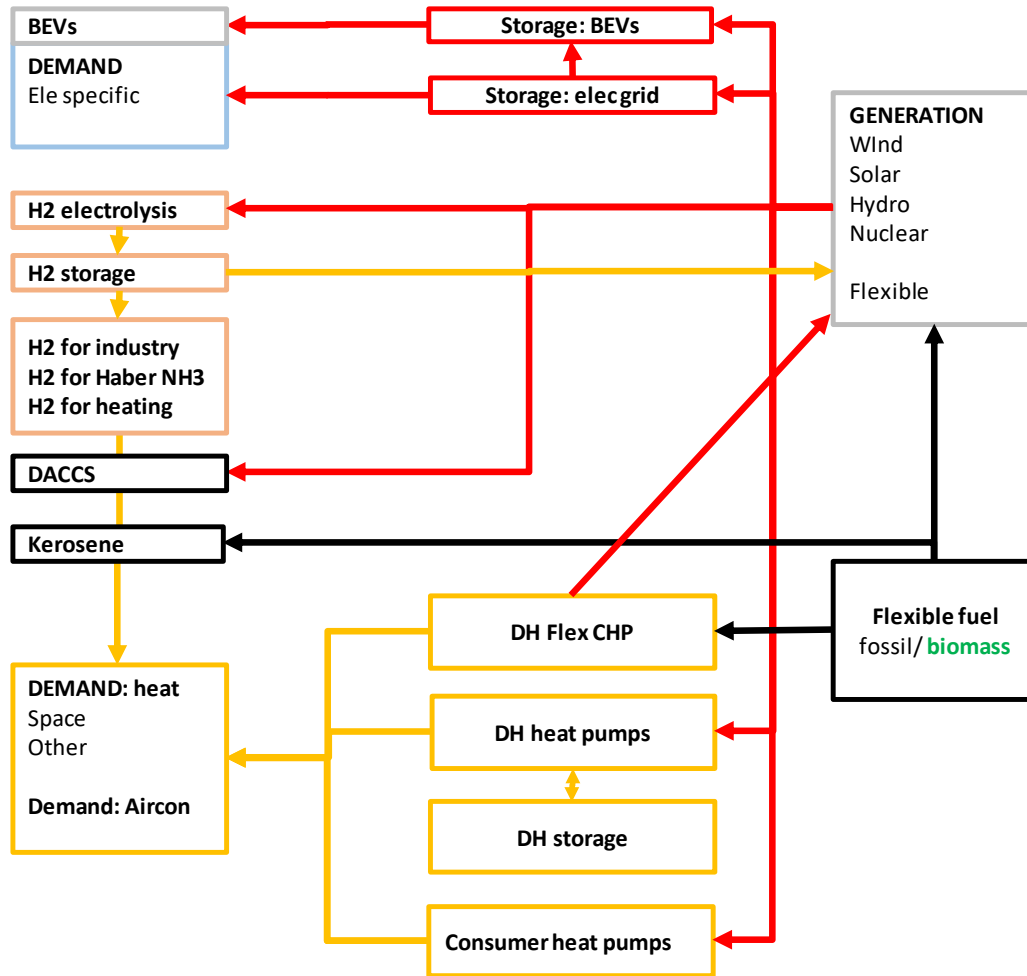 BEVs
DEMAND
Ele specific
Storage: BEVs
Storage: elec grid
GENERATION
WInd
Solar
Hydro
Nuclear
Flexible
H2 electrolysis
H2 storage
H2 for industry
H2 for Haber NH3
H2 for heating
DACCS
Kerosene
DH Flex CHP
Flexible fuel
fossil/ biomass
DEMAND: heat
Space
Other
Demand: Aircon
DH heat pumps
DH storage
Consumer heat pumps